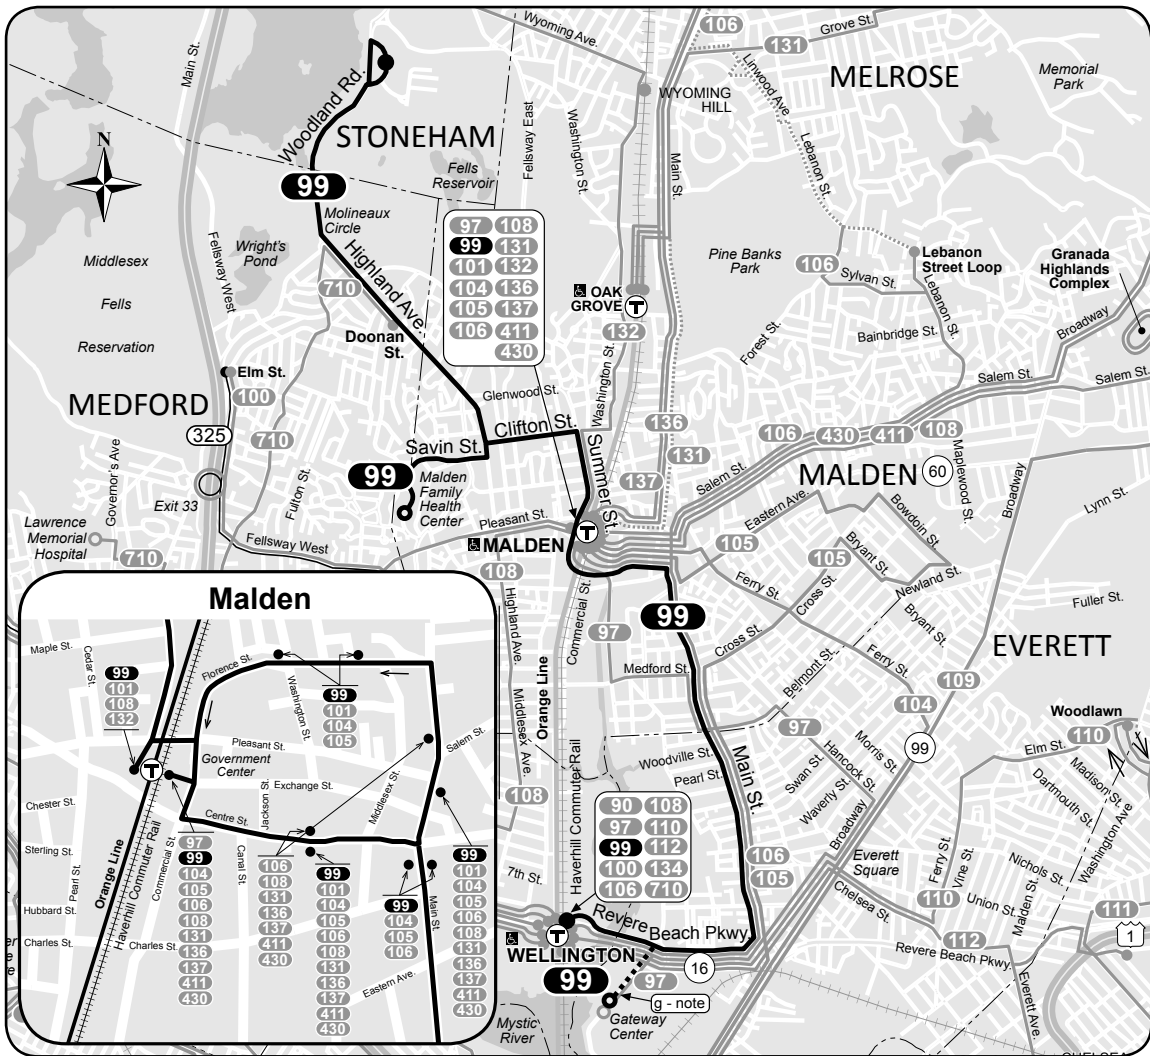 106
Grove St.
131
Wyoming Ave.
Main St.
MELROSE
Linwood Ave
Memorial
Park
WYOMING
HILL
Woodland Rd.
STONEHAM
Fellsway East
Washington St.
Main St.
Lebanon St.
N
99
Fells
Reservoir
Molineaux
Circle
97 108
99 131
101 132
104 136
105 137
106 411
430
Middlesex
Fells
Reservation
Fellsway West
Wright's
Pond
Highland Ave.
710
Pine Banks
Park
106
Sylvan St.
Lebanon
Street Loop
Lebanon St.
Granada
Highlands
Complex
T
OAK
GROVE
132
Broadway
Doonan
St.
Forest St.
Bainbridge St.
Elm St.
100
Washington St.
Salem St.
Salem St.
Glenwood St.
MEDFORD
325
710
Clifton St.
Savin St.
Summer St.
136
131
137
106
430
411
108
Maplewood St.
MALDEN
60
Broadway
Governor's Ave
Fulton St.
99
Malden
Family
Health
Center
Salem St.
Eastern Ave.
Bowdoin St.
Lynn St.
Exit 33
Lawrence
Memorial
Hospital
710
Fellsway West
Pleasant St.
MALDEN
T
105
105
Bryant St.
108
Highland Ave.
Commercial St.
Ferry St.
Cross St.
Newland St.
Bryant St.
Fuller St.
99
97
Medford St.
Cross St.
Belmont St.
Ferry St.
EVERETT
109
104
Middlesex Ave.
Orange Line
Haverhill Commuter Rail
97
Morris St.
99
Woodlawn
110
Elm St.
Woodville St.
Pearl St.
Main St.
Hancock St.
Swan St.
Waverly St.
Broadway
Madison St.
Dartmouth St.
Washington Ave
108
90 108
97 110
99 112
100 134
106 710
106
105
Everett
Square
Ferry St.
Vine St.
Nichols St.
7th St.
Chelsea St.
110
Union St.
Malden St.
111
1
Revere
Beach Pkwy.
T
WELLINGTON
99
16
97
g - note
112
Revere Beach Pkwy.
Everett Ave.
Mystic
River
Gateway
Center
Malden
Maple St.
Cedar St.
99
101
108
132
Florence St.
Washington St.
99
101
104
105
Salem St.
Pleasant St.
Government
Center
T
Exchange St.
Jackson St.
Middlesex St.
Chester St.
Centre St.
Sterling St.
Pearl St.
Orange Line
Haverhill Commuter Rail
Commercial St.
Canal St.
Main St.
Hubbard St.
Charles St.
Charles St.
Eastern Ave.
97
99
104
105
106
108
131
136
137
411
430
106
108
131
136
137
411
430
99
101
104
105
106
108
131
136
137
411
430
99
104
105
106
99
101
104
105
106
108
131
136
137
411
430